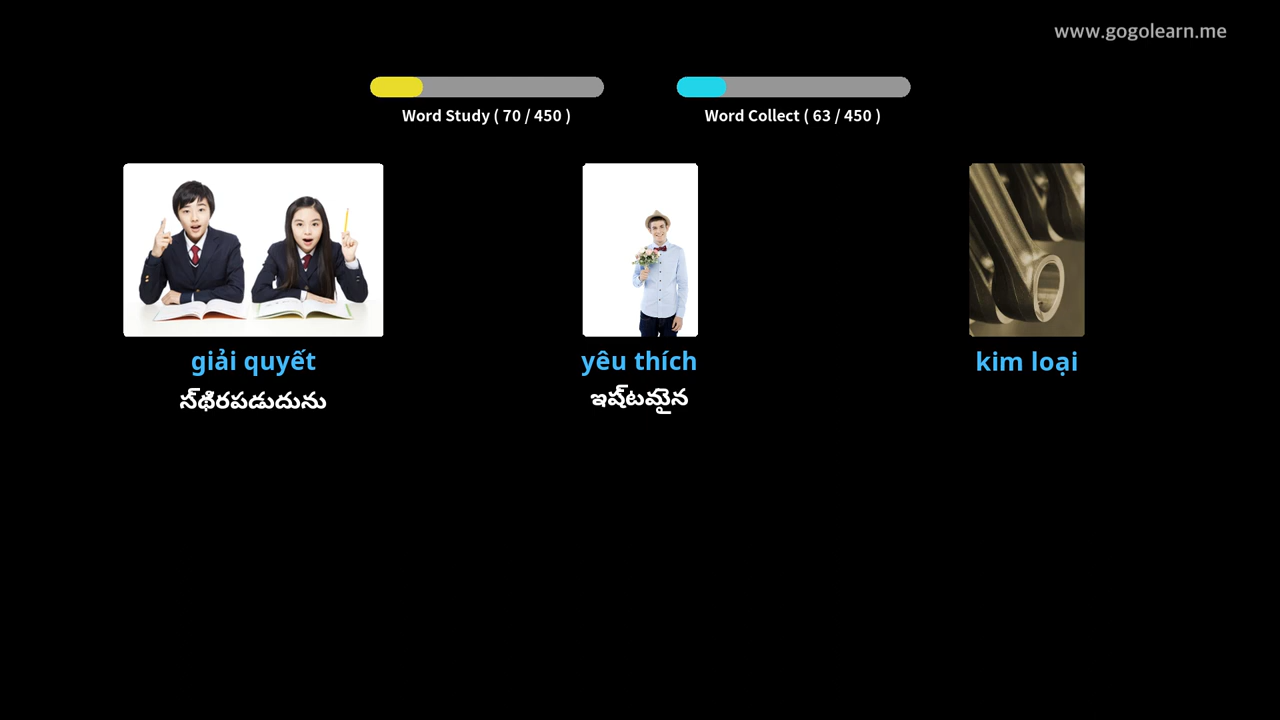 www.gogolearn.me
Word Study ( 70 / 450 )
Word Collect ( 63 / 450 )
giải quyết
స్థిరపడుదును
yêu thích
ఇష్టమైన
kim loại